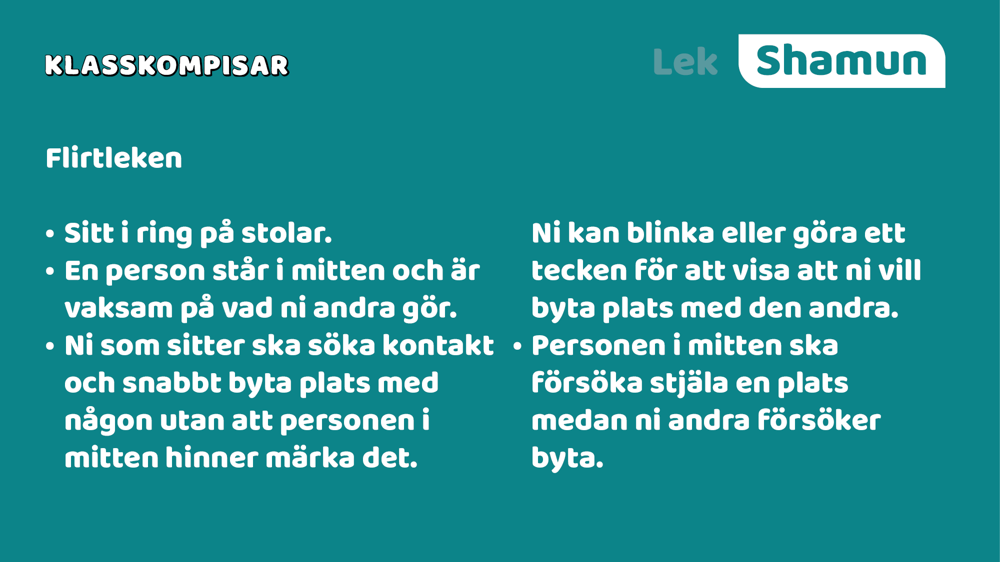 KLASSKOMPISAR
Lek
Shamun
Flirtleken
• Sitt i ring på stolar.
• En person står i mitten och är
vaksam på vad ni andra gör.
• Ni som sitter ska söka kontakt
och snabbt byta plats med
någon utan att personen i
mitten hinner märka det.
Ni kan blinka eller göra ett
tecken för att visa att ni vill
byta plats med den andra.
• Personen i mitten ska
försöka stjäla en plats
medan ni andra försöker
byta.